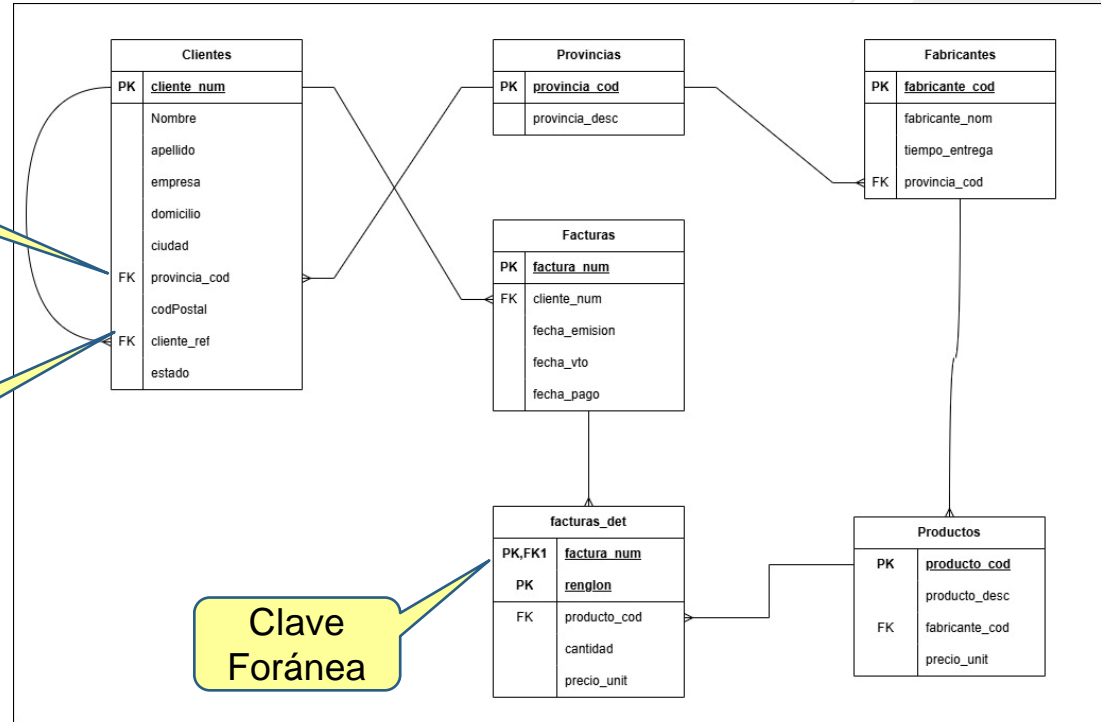 Clientes
PK cliente_num
Nombre
apellido
empresa
domicilio
ciudad
FK provincia_cod
codPostal
FK cliente_ref
estado
Provincias
PK provincia_cod
provincia_desc
Fabricantes
PK fabricante_cod
fabricante_nom
tiempo_entrega
FK provincia_cod
Facturas
PK factura_num
FK cliente_num
fecha_emision
fecha_vto
fecha_pago
facturas_det
PK,FK1 factura_num
PK renglon
FK producto_cod
cantidad
precio_unit
Productos
PK producto_cod
producto_desc
FK fabricante_cod
precio_unit
Clave
Foránea